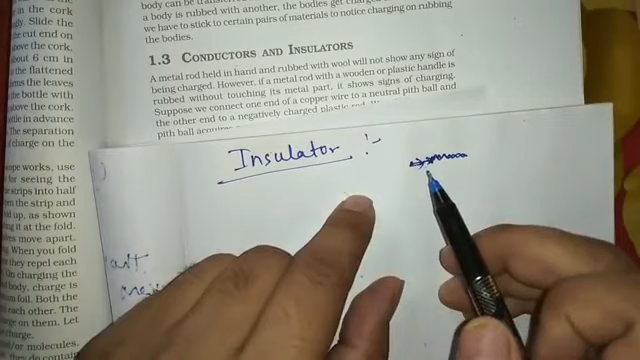 in the cork
gly. Slide the
cut end on
above the cork.
about 6 cm in
the flattened
the leaves
the bottle with
above the cork.
in advance
The separation
charge on the
body can be
a body is rubbed with another, the bodies get
we have to stick to certain pairs of materials to notice charging on rubbing
the bodies.
1.3 CONDUCTORS AND INSULATORS
A metal rod held in hand and rubbed with wool will not show any sign of
being charged. However, if a metal rod with a wooden or plastic handle is
rubbed without touching its metal part, it shows signs of charging.
Suppose we connect one end of a copper wire to a neutral pith ball and
the other end to a negatively charged plastic
pith ball
Insulator :-
use
for seeing the
strips into half
the strip and
up, as shown
it at the fold.
move apart.
When you fold
they repel each
On charging the
body, charge is
foil. Both the
each other. The
on them. Let
charge.
or molecules,
they do contain